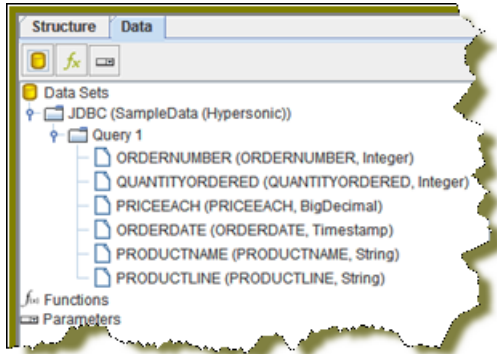 Structure Data
fx
Data Sets
JDBC (SampleData (Hypersonic))
Query 1
ORDERNUMBER (ORDERNUMBER, Integer)
QUANTITYORDERED (QUANTITYORDERED, Integer)
PRICEEACH (PRICEEACH, BigDecimal)
ORDERDATE (ORDERDATE, Timestamp)
PRODUCTNAME (PRODUCTNAME, String)
PRODUCTLINE (PRODUCTLINE, String)
Functions
Parameters